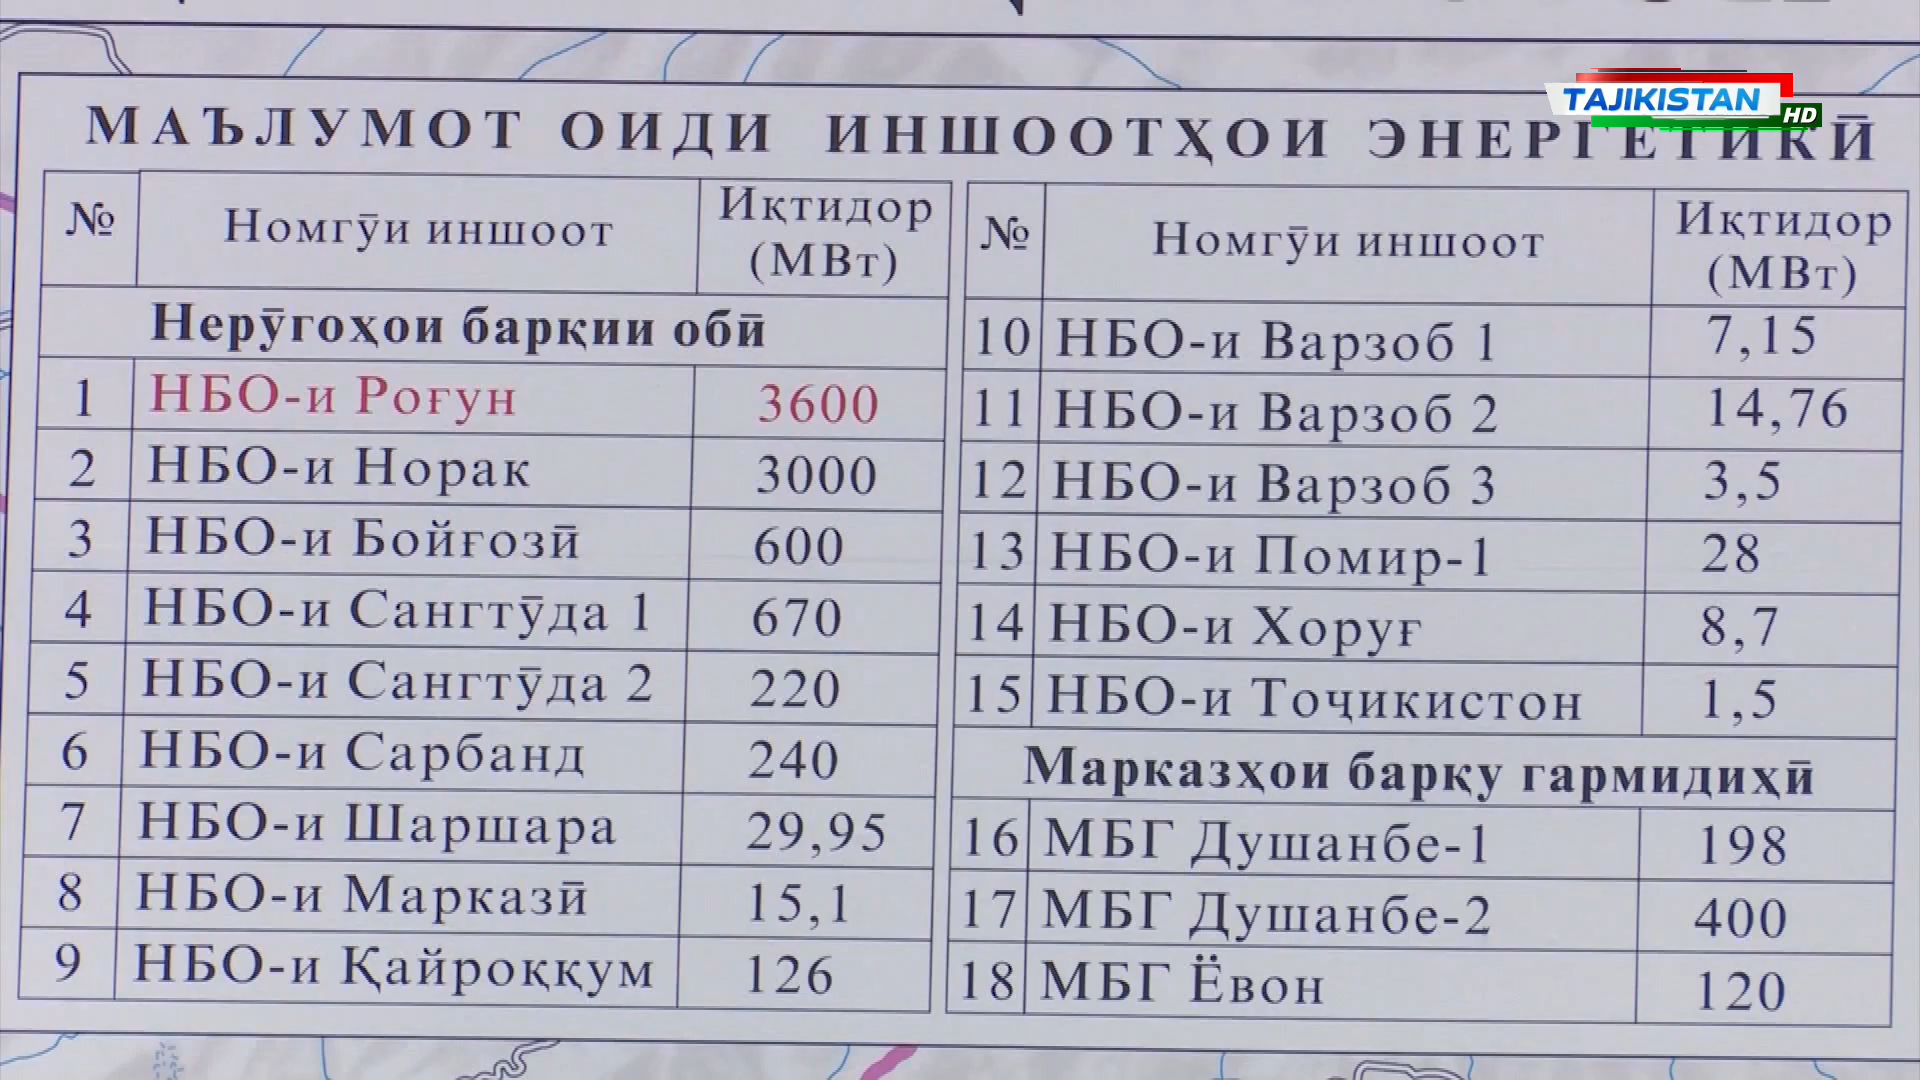 TAJIKISTAN HD
МАЪЛУМОТ ОИДИ ИНШООТҲОИ ЭНЕРГЕТИКӢ
№ Номгӯи иншоот Иқтидор (МВт)
Нерӯгоҳои барқии обӣ
1 НБО-и Роғун 3600
2 НБО-и Норак 3000
3 НБО-и Бойғозӣ 600
4 НБО-и Сангтӯда 1 670
5 НБО-и Сангтӯда 2 220
6 НБО-и Сарбанд 240
7 НБО-и Шаршара 29,95
8 НБО-и Марказӣ 15,1
9 НБО-и Қайроққум 126
№ Номгӯи иншоот Иқтидор (МВт)
10 НБО-и Варзоб 1 7,15
11 НБО-и Варзоб 2 14,76
12 НБО-и Варзоб 3 3,5
13 НБО-и Помир-1 28
14 НБО-и Хоруғ 8,7
15 НБО-и Тоҷикистон 1,5
Марказҳои барқу гармидиҳӣ
16 МБГ Душанбе-1 198
17 МБГ Душанбе-2 400
18 МБГ Ёвон 120